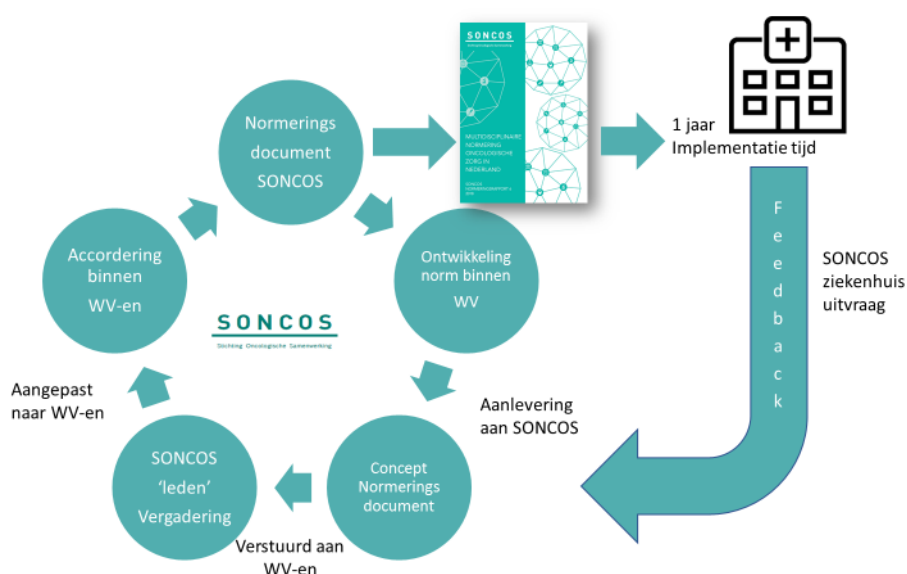 Normerings
document
SONCOS
SONCOS
MULTIDISCIPLINAIRE
NORMERING
ONCOLOGISCHE
ZORG IN
NEDERLAND
SONCOS
1 jaar
Implementatie tijd
Feedback
SONCOS
ziekenhuis
uitvraag
Ontwikkeling
norm binnen
WV
Aanlevering
aan SONCOS
Concept
Normerings
document
Verstuurd aan
WV-en
SONCOS
‘leden’
Vergadering
Aangepast
naar WV-en
Accordering
binnen
WV-en
SONCOS
Stichting Oncologische Samenwerking